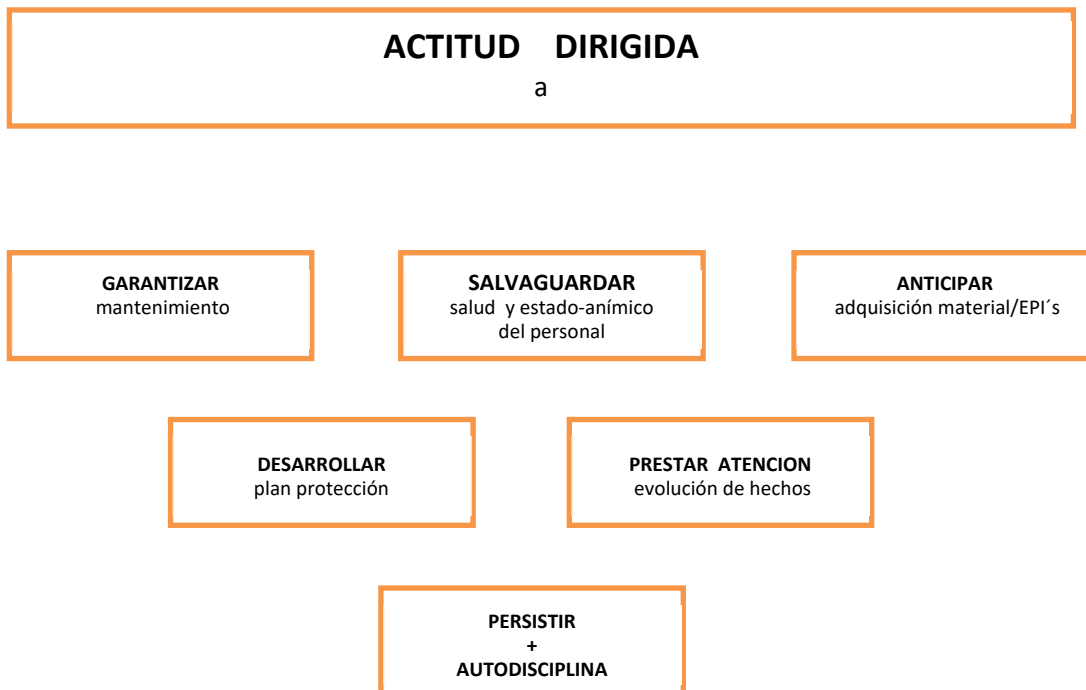 ACTITUD DIRIGIDA
a
GARANTIZAR
mantenimiento
SALVAGUARDAR
salud y estado-anímico
del personal
ANTICIPAR
adquisición material/EPI´s
DESARROLLAR
plan protección
PRESTAR ATENCION
evolución de hechos
PERSISTIR
+
AUTODISCIPLINA